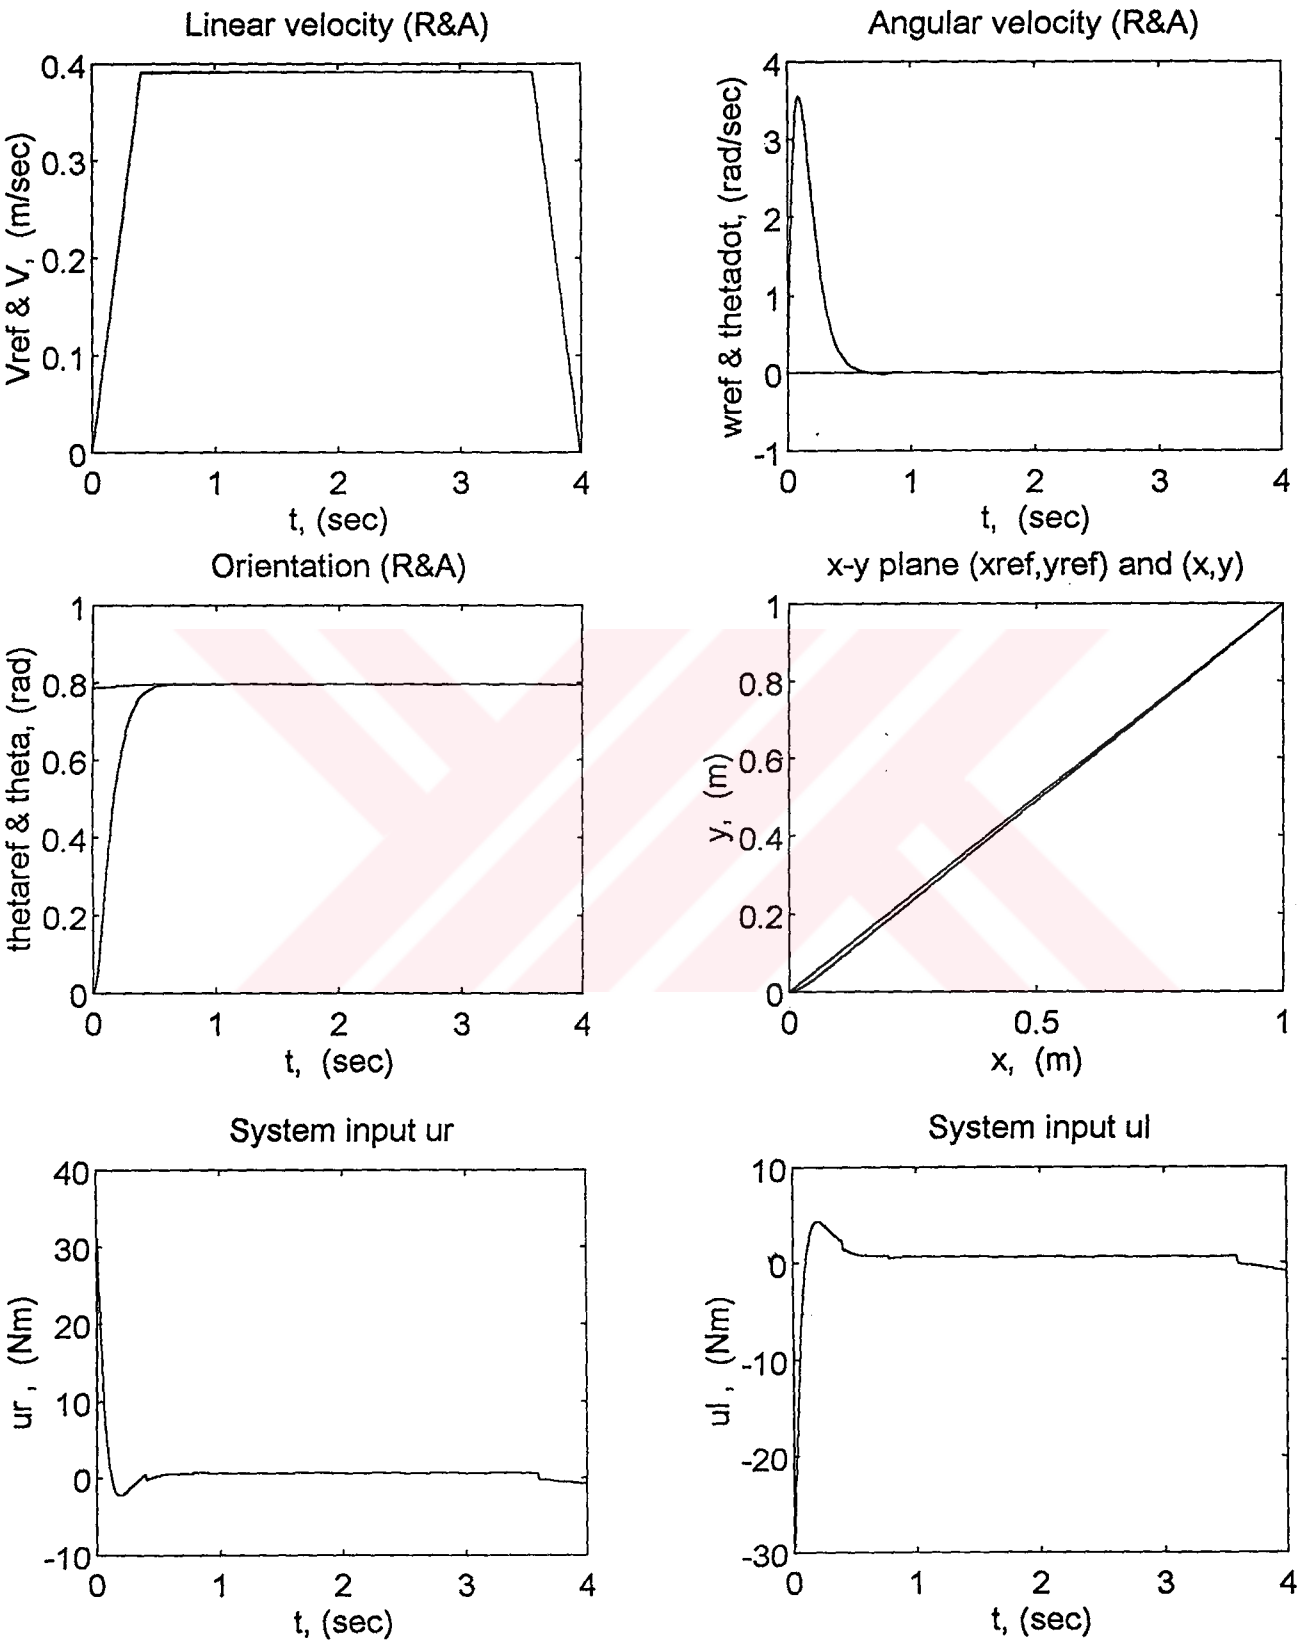 Linear velocity (R&A)
Vref & V, (m/sec)
0.4
0.3
0.2
0.1
0
0 1 2 3 4
t, (sec)
Angular velocity (R&A)
wref & thetadot, (rad/sec)
4
3
2
1
0
-1
0 1 2 3 4
t, (sec)
Orientation (R&A)
thetaref & theta, (rad)
1
0.8
0.6
0.4
0.2
0
0 1 2 3 4
t, (sec)
x-y plane (xref,yref) and (x,y)
y, (m)
1
0.8
0.6
0.4
0.2
0
0 0.5 1
x, (m)
System input ur
ur , (Nm)
40
30
20
10
0
-10
0 1 2 3 4
t, (sec)
System input ul
ul , (Nm)
10
0
-10
-20
-30
0 1 2 3 4
t, (sec)